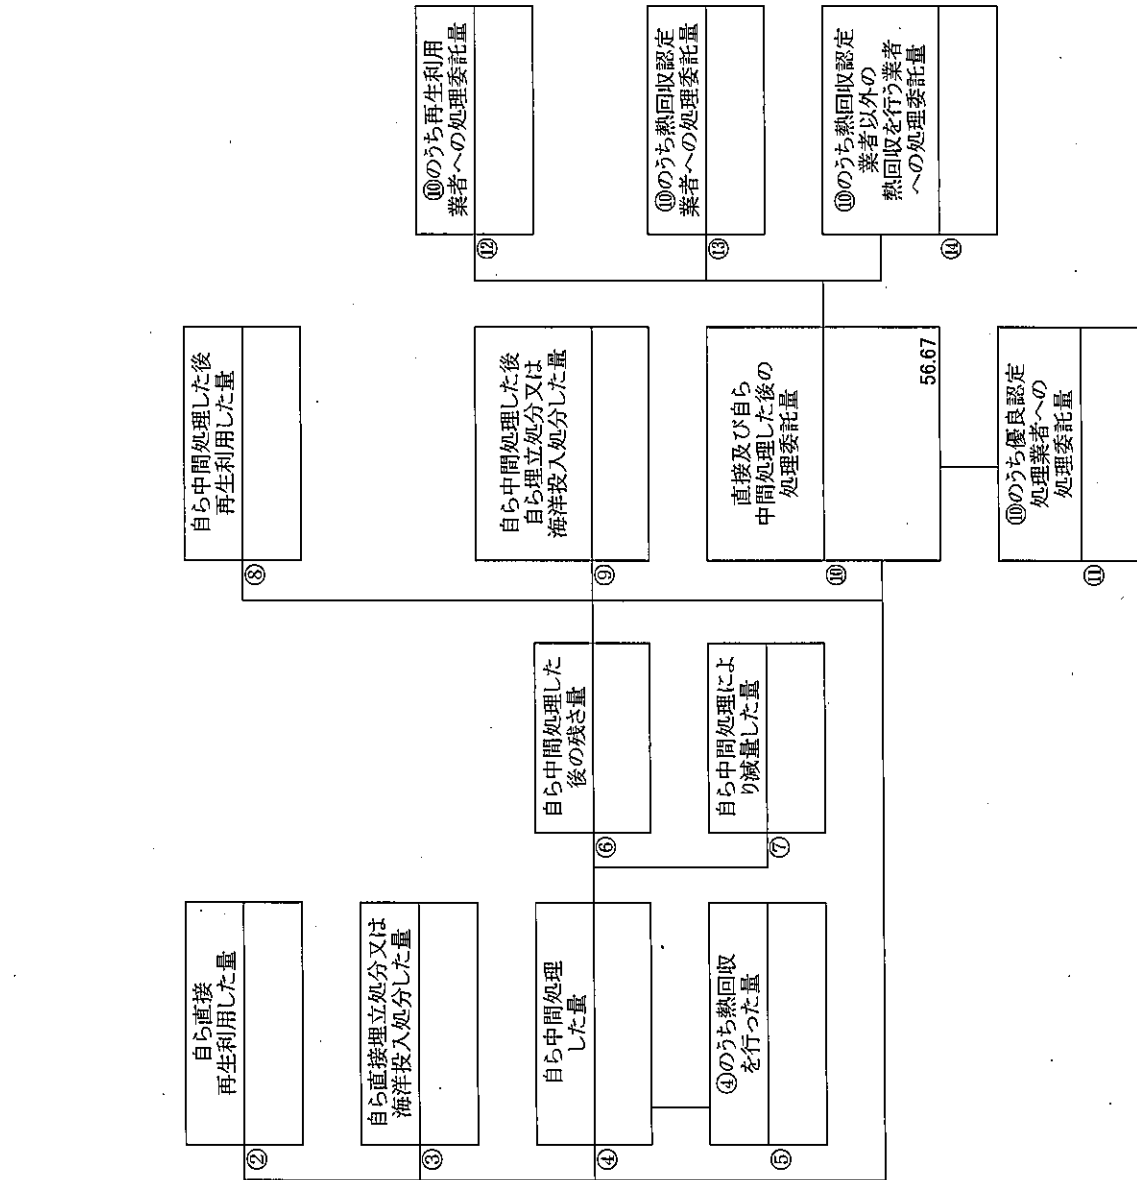 ②
自ら直接
再生利用した量
③
自ら直接埋立処分又は
海洋投入処分した量
④
自ら中間処理
した量
⑤
④のうち熱回収
を行った量
⑥
自ら中間処理した
後の残さ量
⑦
自ら中間処理によ
り減量した量
⑧
自ら中間処理した後
再生利用した量
⑨
自ら中間処理した後
自ら埋立処分又は
海洋投入処分した量
⑩
直接及び自ら
中間処理した後の
処理委託量
56.67
⑪
⑩のうち優良認定
処理業者への
処理委託量
⑫
⑩のうち再生利用
業者への処理委託量
⑬
⑩のうち熱回収認定
業者への処理委託量
⑭
⑩のうち熱回収認定
業者以外の
熱回収を行う業者
への処理委託量